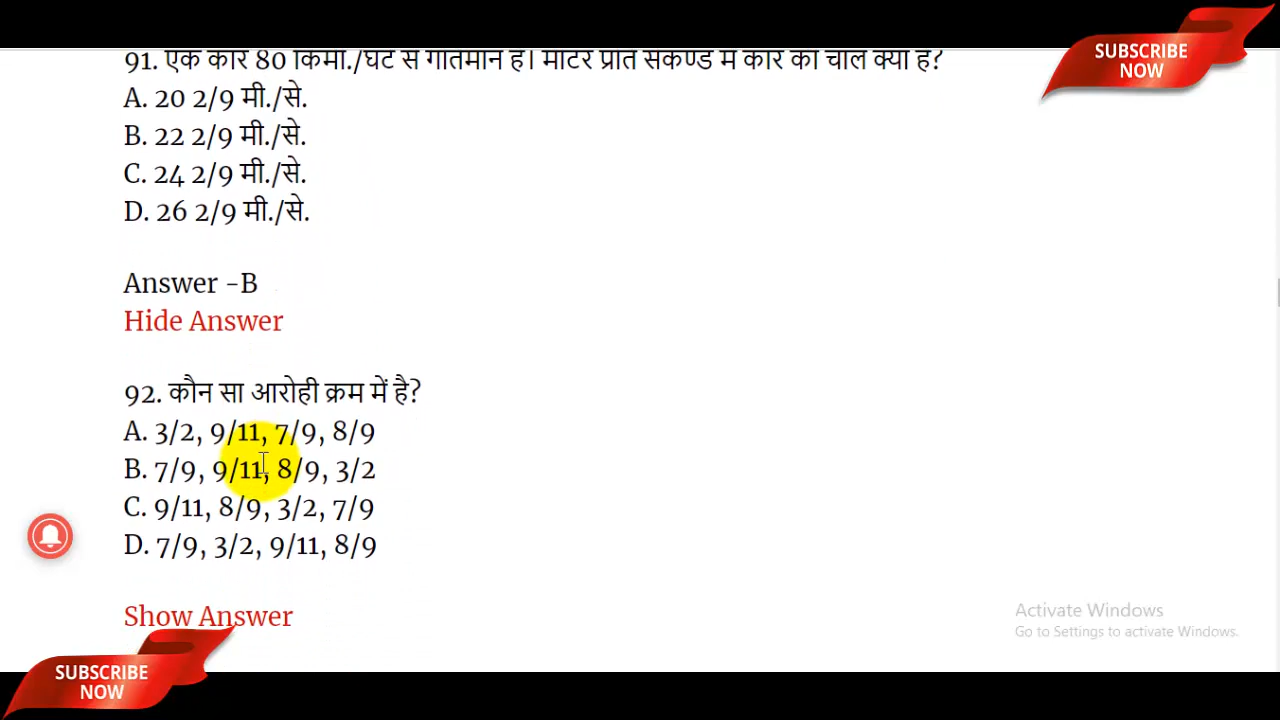 91. एक कार 80 किमी./घंटे से गतिमान है। मीटर प्रति सेकण्ड में कार की चाल क्या है?
A. 20 2/9 मी./से.
B. 22 2/9 मी./से.
C. 24 2/9 मी./से.
D. 26 2/9 मी./से.
Answer -B
Hide Answer
92. कौन सा आरोही क्रम में है?
A. 3/2, 9/11, 7/9, 8/9
B. 7/9, 9/11, 8/9, 3/2
C. 9/11, 8/9, 3/2, 7/9
D. 7/9, 3/2, 9/11, 8/9
Show Answer
SUBSCRIBE
NOW
Activate Windows
Go to Settings to activate Windows.
SUBSCRIBE
NOW